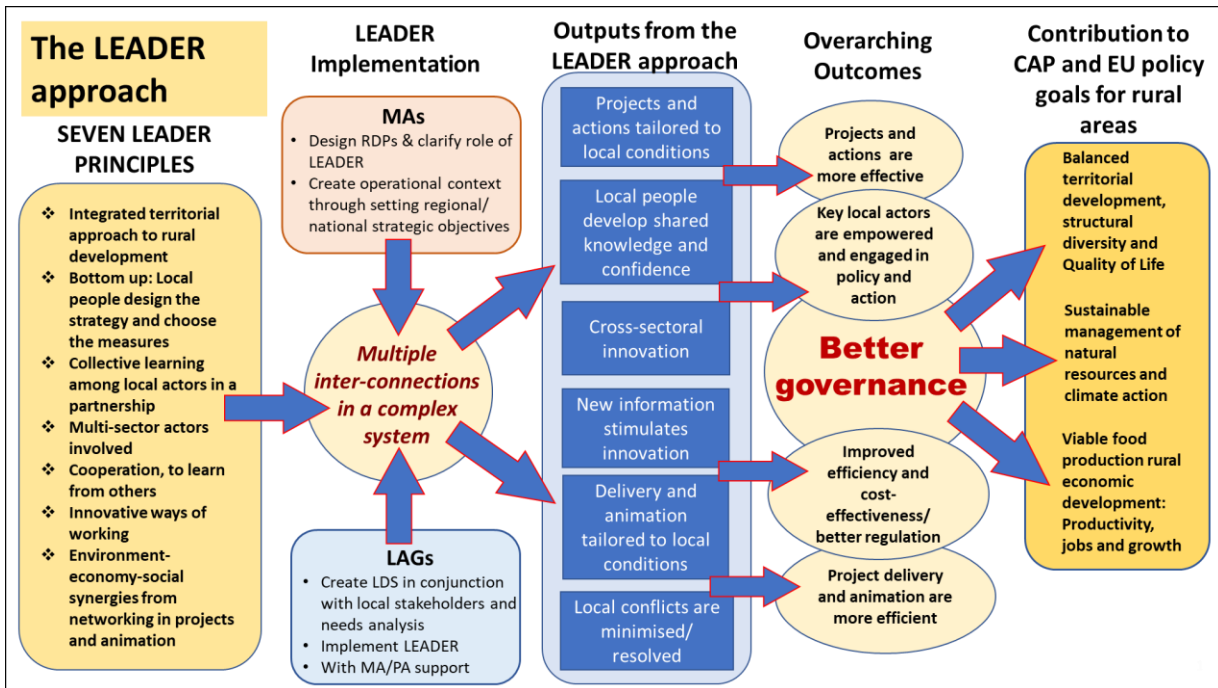 The LEADER
approach
SEVEN LEADER
PRINCIPLES
❖ Integrated territorial
approach to rural
development
❖ Bottom up: Local
people design the
strategy and choose
the measures
❖ Collective learning
among local actors in a
partnership
❖ Multi-sector actors
involved
❖ Cooperation, to learn
from others
❖ Innovative ways of
working
❖ Environment-
economy-social
synergies from
networking in projects
and animation
LEADER
Implementation
MAs
• Design RDPs & clarify role of
LEADER
• Create operational context
through setting regional/
national strategic objectives
Multiple
inter-connections
in a complex
system
LAGs
• Create LDS in conjunction
with local stakeholders and
needs analysis
• Implement LEADER
• With MA/PA support
Outputs from the
LEADER approach
Projects and
actions tailored to
local conditions
Local people
develop shared
knowledge and
confidence
Cross-sectoral
innovation
New information
stimulates
innovation
Delivery and
animation
tailored to local
conditions
Local conflicts are
minimised/
resolved
Overarching
Outcomes
Projects and
actions are
more effective
Key local actors
are empowered
and engaged in
policy and
action
Better
governance
Improved
efficiency and
cost-
effectiveness/
better regulation
Project delivery
and animation are
more efficient
Contribution to
CAP and EU policy
goals for rural
areas
Balanced
territorial
development,
structural
diversity and
Quality of Life
Sustainable
management of
natural
resources and
climate action
Viable food
production rural
economic
development:
Productivity,
jobs and growth